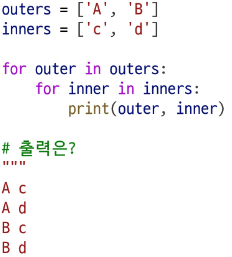 outers = ['A', 'B']
inners = ['c', 'd']

for outer in outers:
    for inner in inners:
        print(outer, inner)

# 출력은?
"""
A c
A d
B c
B d